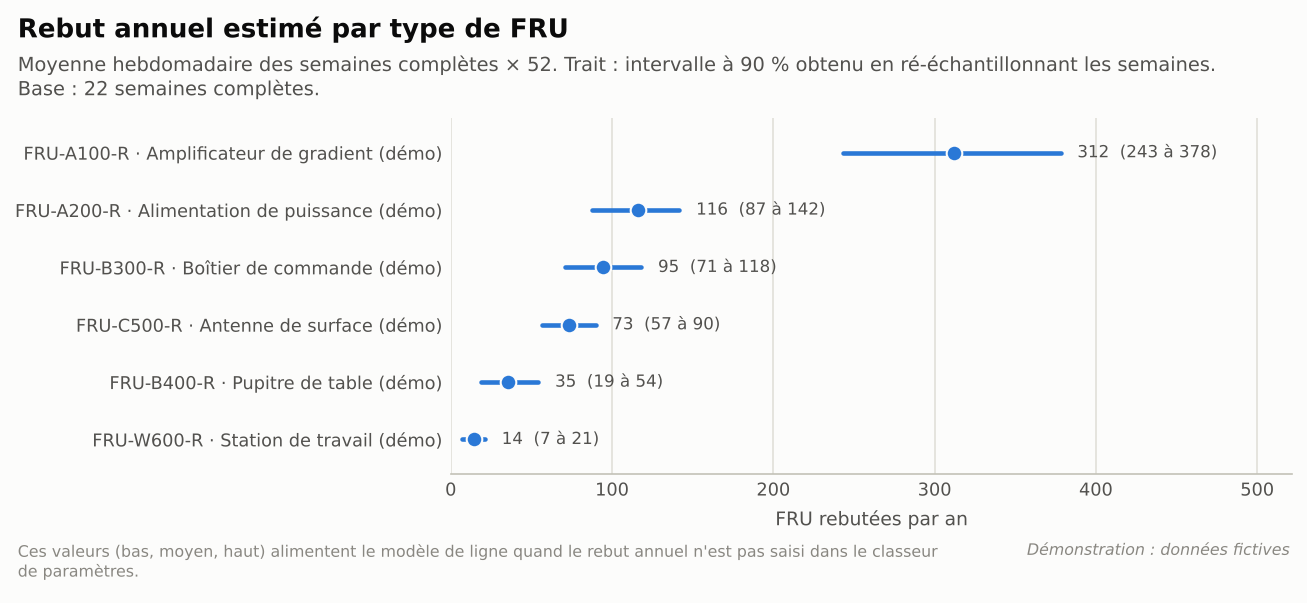 Rebut annuel estimé par type de FRU
Moyenne hebdomadaire des semaines complètes × 52. Trait : intervalle à 90 % obtenu en ré-échantillonnant les semaines.
Base : 22 semaines complètes.
FRU-A100-R · Amplificateur de gradient (démo)
312 (243 à 378)
FRU-A200-R · Alimentation de puissance (démo)
116 (87 à 142)
FRU-B300-R · Boîtier de commande (démo)
95 (71 à 118)
FRU-C500-R · Antenne de surface (démo)
73 (57 à 90)
FRU-B400-R · Pupitre de table (démo)
35 (19 à 54)
FRU-W600-R · Station de travail (démo)
14 (7 à 21)
0 100 200 300 400 500
FRU rebutées par an
Ces valeurs (bas, moyen, haut) alimentent le modèle de ligne quand le rebut annuel n'est pas saisi dans le classeur
de paramètres.
Démonstration : données fictives